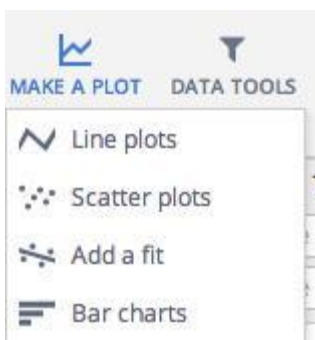 MAKE A PLOT DATA TOOLS
Line plots
Scatter plots
Add a fit
Bar charts